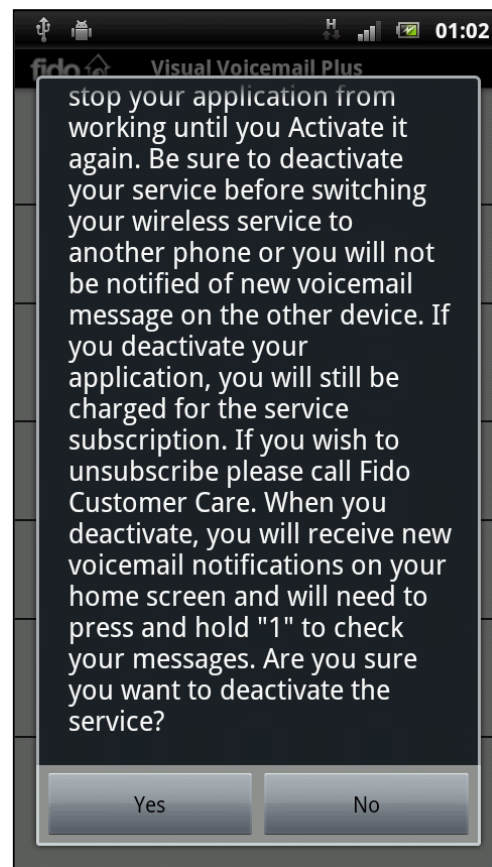 H
01:02
fido
Visual Voicemail Plus
stop your application from
working until you Activate it
again. Be sure to deactivate
your service before switching
your wireless service to
another phone or you will not
be notified of new voicemail
message on the other device. If
you deactivate your
application, you will still be
charged for the service
subscription. If you wish to
unsubscribe please call Fido
Customer Care. When you
deactivate, you will receive new
voicemail notifications on your
home screen and will need to
press and hold "1" to check
your messages. Are you sure
you want to deactivate the
service?
Yes
No